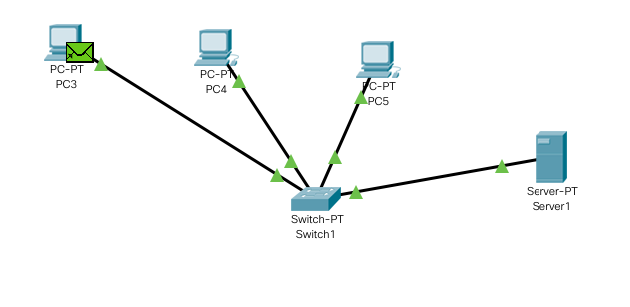 PC-PT
PC3
PC-PT
PC4
PC-PT
PC5
Server-PT
Server1
Switch-PT
Switch1